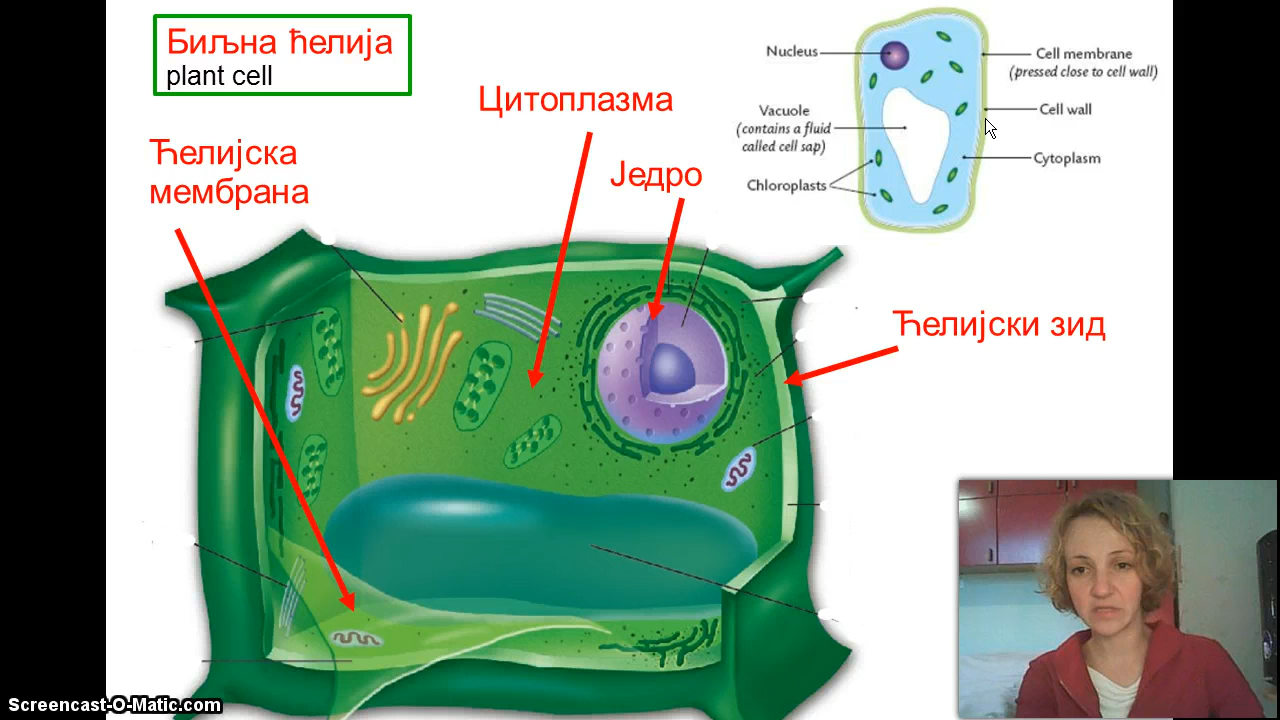 Биљна ћелија
plant cell
Цитоплазма
Ћелијска
мембрана
Једро
Ћелијски зид
Nucleus
Cell membrane
(pressed close to cell wall)
Vacuole
(contains a fluid
called cell sap)
Cell wall
Cytoplasm
Chloroplasts
Screencast-O-Matic.com